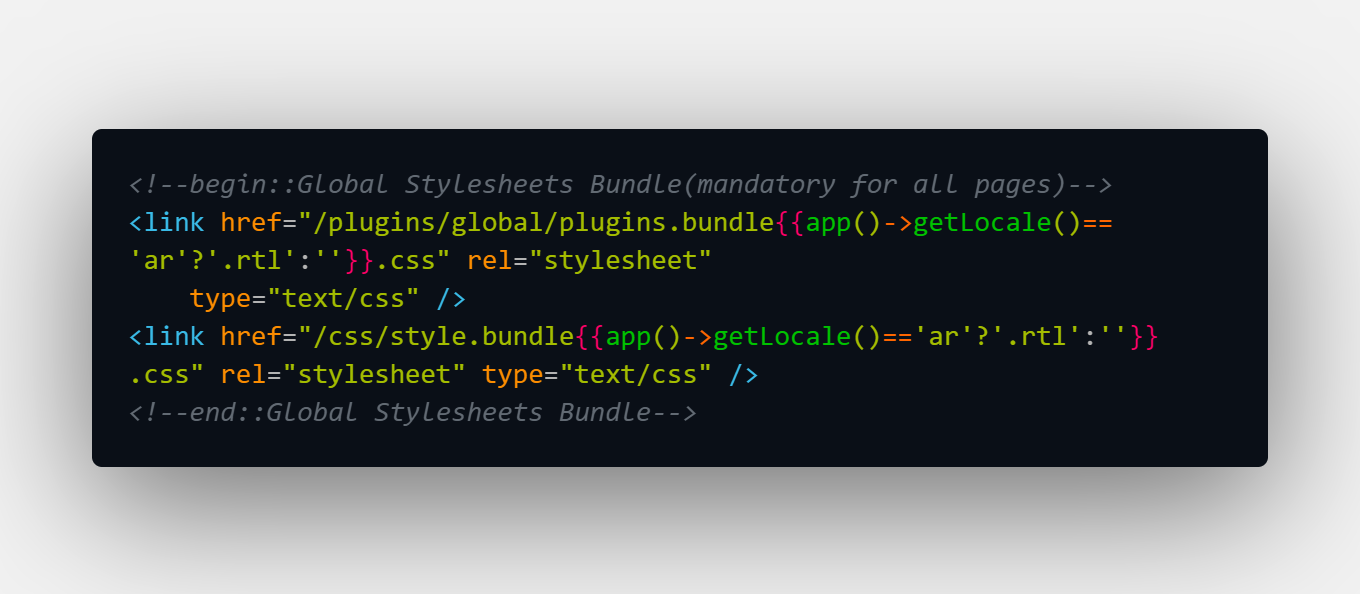 <!--begin::Global Stylesheets Bundle(mandatory for all pages)-->
<link href="/plugins/global/plugins.bundle{{app()->getLocale()==
'ar'?'.rtl':''}}.css" rel="stylesheet"
    type="text/css" />
<link href="/css/style.bundle{{app()->getLocale()=='ar'?'.rtl':''}}
.css" rel="stylesheet" type="text/css" />
<!--end::Global Stylesheets Bundle-->